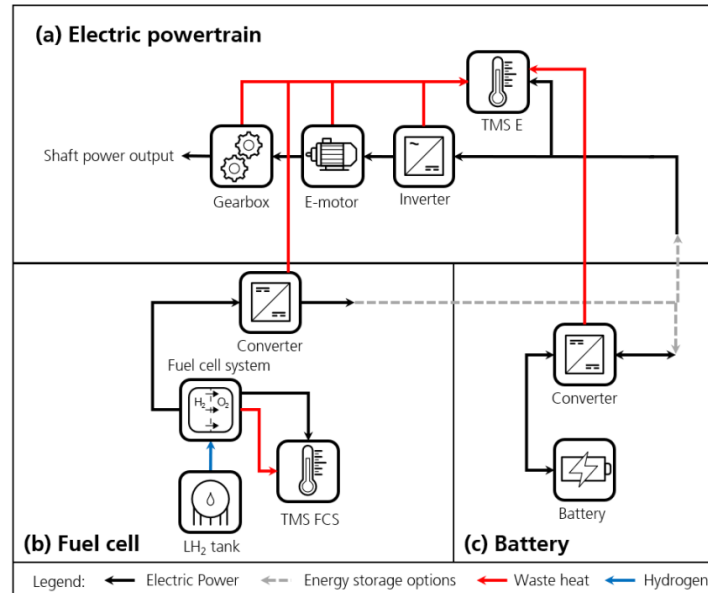 (a) Electric powertrain
TMS E
Shaft power output
Gearbox
E-motor
Inverter
Converter
Fuel cell system
H₂ O₂
TMS FCS
LH₂ tank
(b) Fuel cell
Converter
Battery
(c) Battery
Legend: Electric Power Energy storage options Waste heat Hydrogen